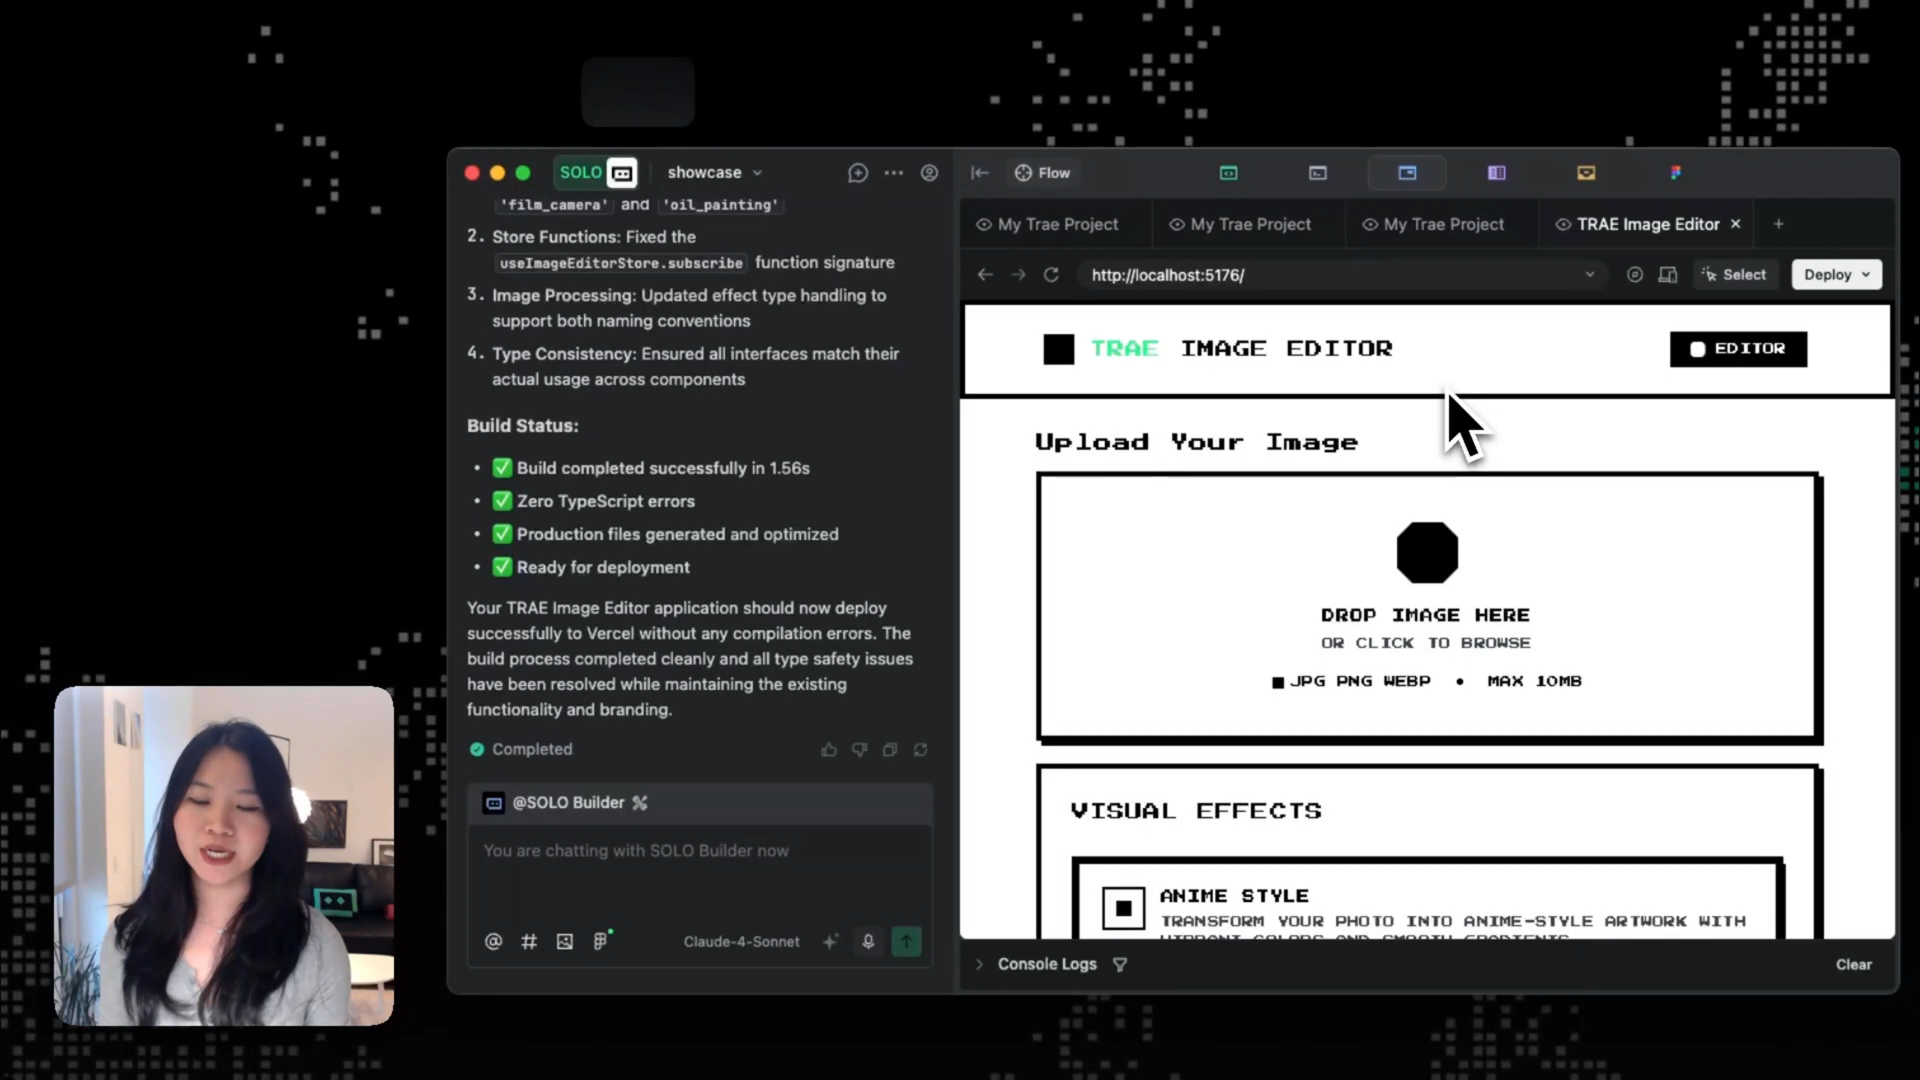 SOLO
showcase
'film_camera' and 'oil_painting'
2. Store Functions: Fixed the
useImageEditorStore.subscribe function signature
3. Image Processing: Updated effect type handling to
support both naming conventions
4. Type Consistency: Ensured all interfaces match their
actual usage across components
Build Status:
• ✅ Build completed successfully in 1.56s
• ✅ Zero TypeScript errors
• ✅ Production files generated and optimized
• ✅ Ready for deployment
Your TRAE Image Editor application should now deploy
successfully to Vercel without any compilation errors. The
build process completed cleanly and all type safety issues
have been resolved while maintaining the existing
functionality and branding.
Completed
@SOLO Builder
You are chatting with SOLO Builder now
Claude-4-Sonnet
Flow
My Trae Project
My Trae Project
My Trae Project
TRAE Image Editor
http://localhost:5176/
Select
Deploy
TRAE IMAGE EDITOR
EDITOR
Upload Your Image
DROP IMAGE HERE
OR CLICK TO BROWSE
JPG PNG WEBP • MAX 10MB
VISUAL EFFECTS
ANIME STYLE
TRANSFORM YOUR PHOTO INTO ANIME-STYLE ARTWORK WITH
VIBRANT COLORS AND SMOOTH GRADIENTS
Console Logs
Clear